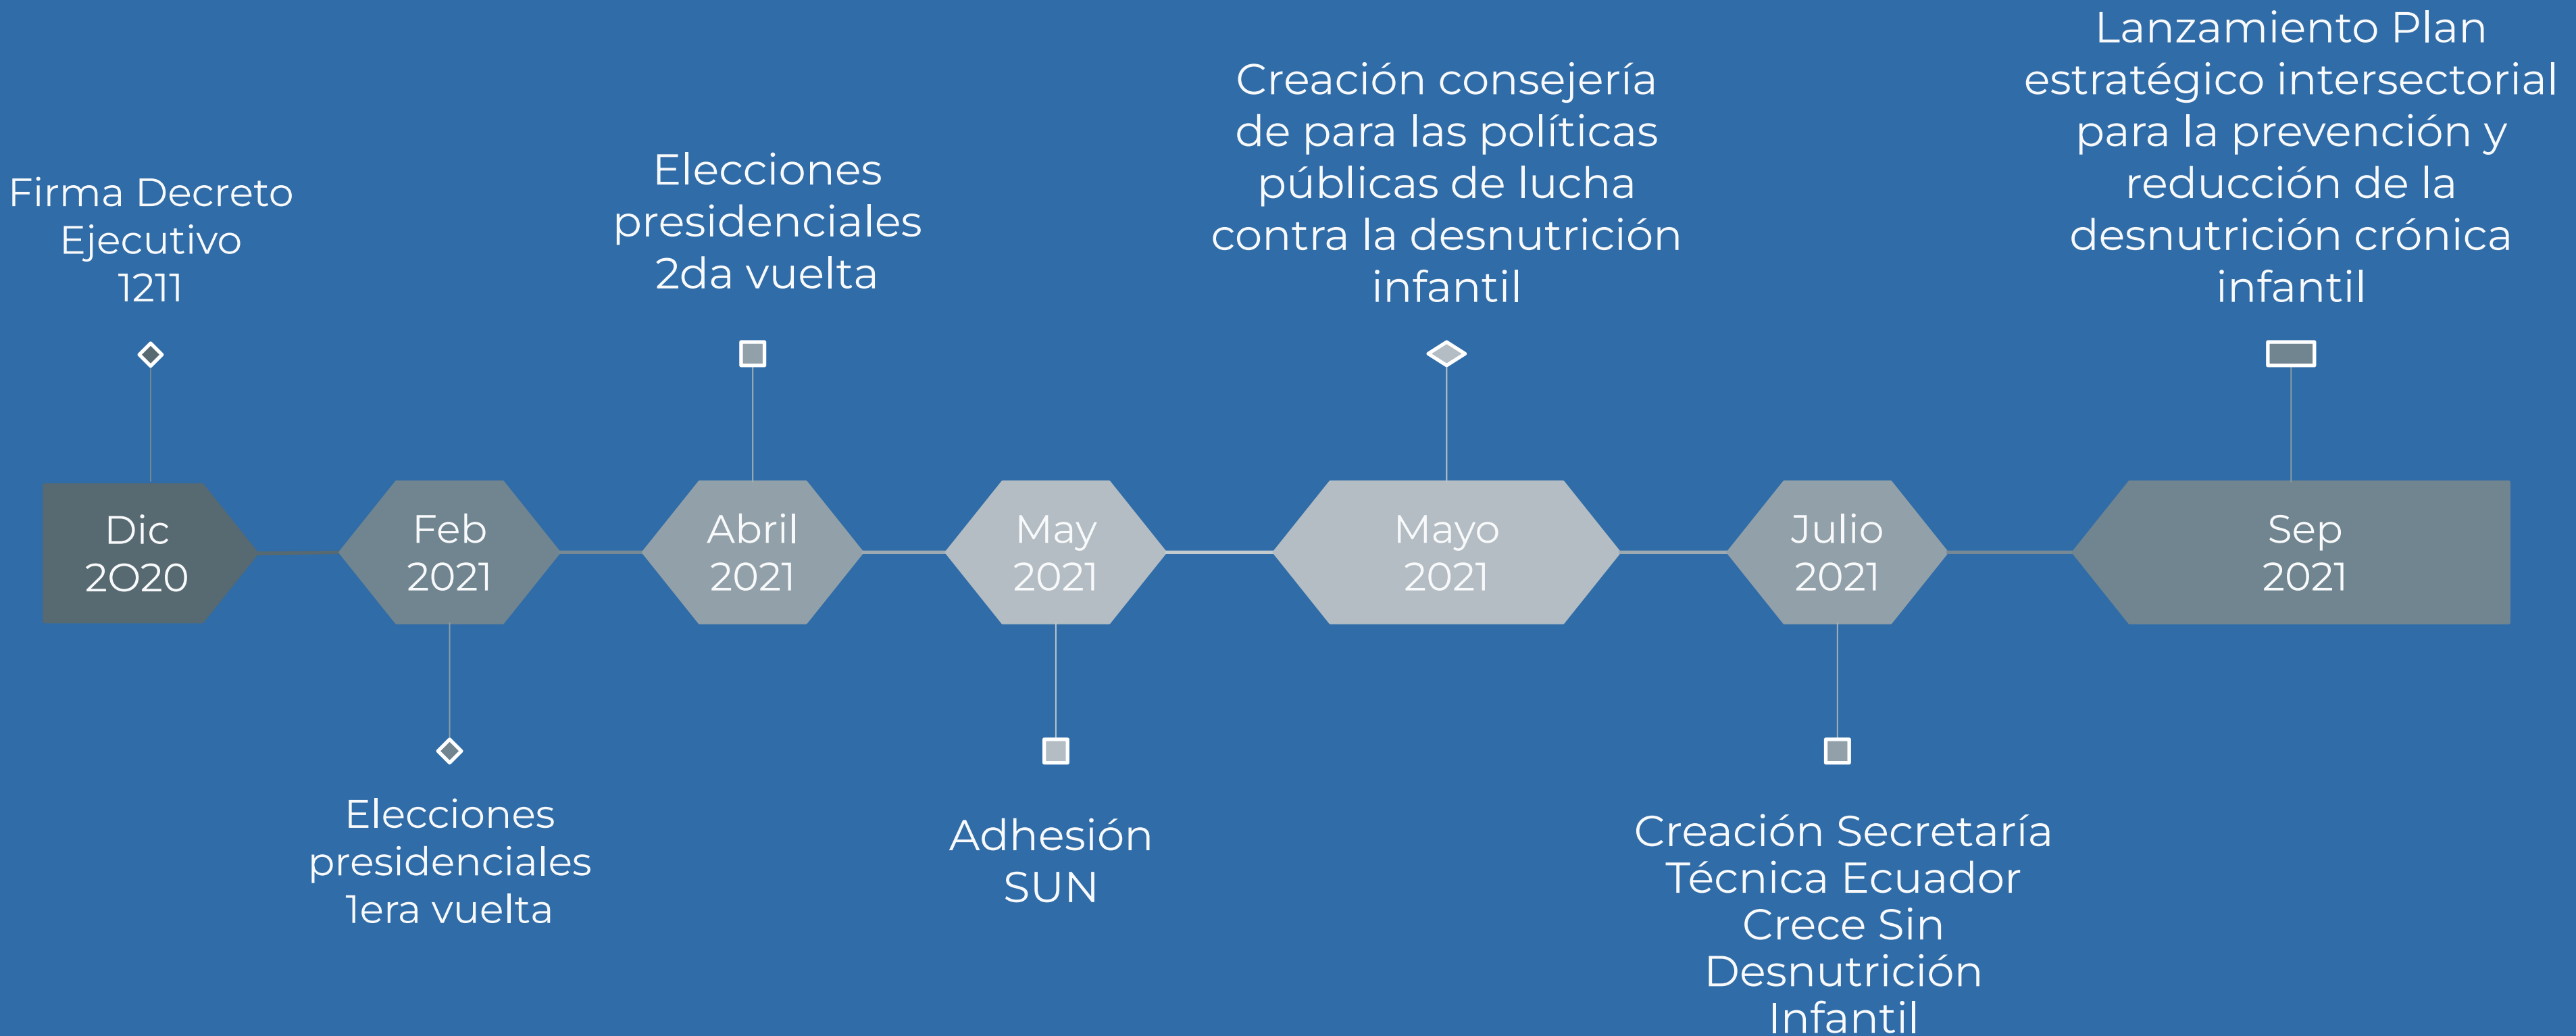 Firma Decreto
Ejecutivo
1211
Elecciones
presidenciales
2da vuelta
Creación consejería
de para las políticas
públicas de lucha
contra la desnutrición
infantil
Lanzamiento Plan
estratégico intersectorial
para la prevención y
reducción de la
desnutrición crónica
infantil
Dic
2O20
Feb
2021
Abril
2021
May
2021
Mayo
2021
Julio
2021
Sep
2021
Elecciones
presidenciales
1era vuelta
Adhesión
SUN
Creación Secretaría
Técnica Ecuador
Crece Sin
Desnutrición
Infantil